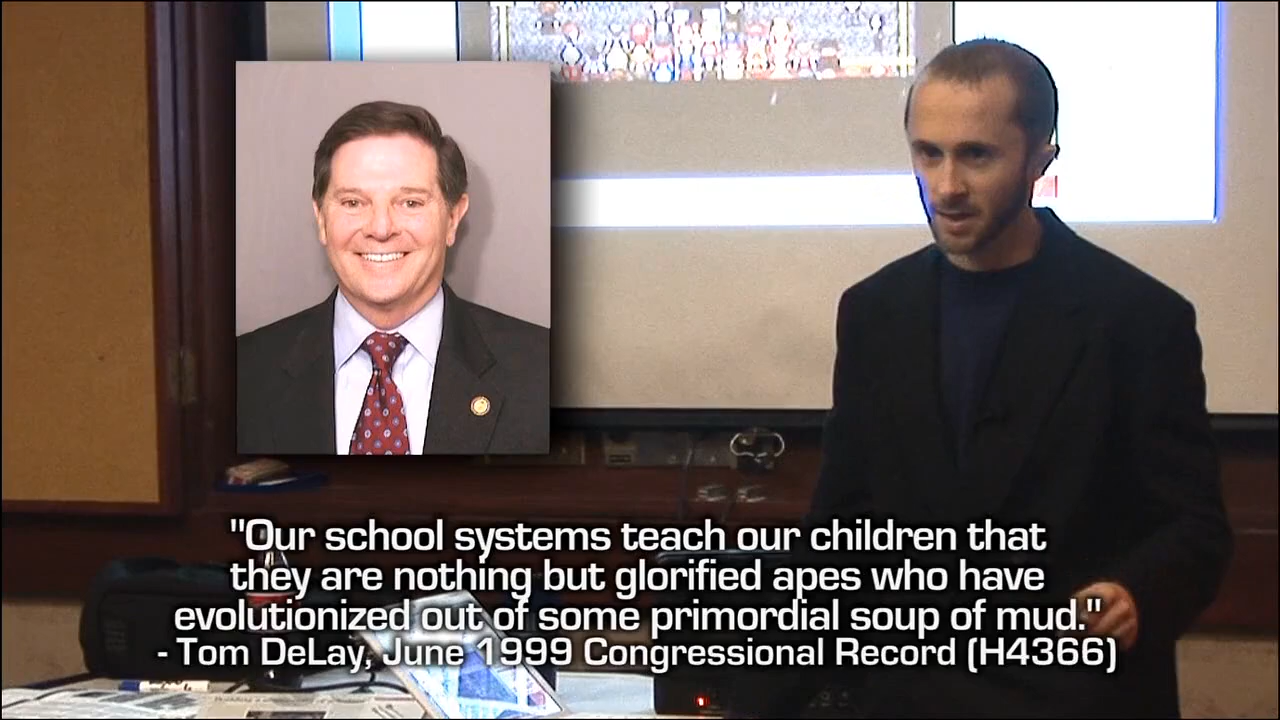 "Our school systems teach our children that
they are nothing but glorified apes who have
evolutionized out of some primordial soup of mud."
- Tom DeLay, June 1999 Congressional Record (H4366)